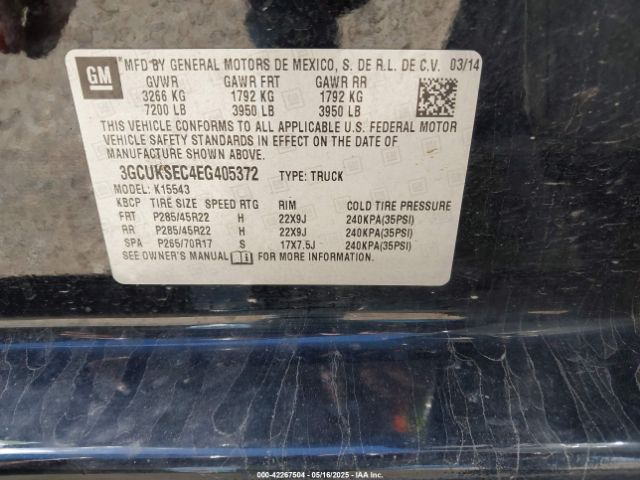 GM
MFD BY GENERAL MOTORS DE MEXICO, S. DE R.L. DE C.V. 03/14
GVWR GAWR FRT GAWR RR
3266 KG 1792 KG 1792 KG
7200 LB 3950 LB 3950 LB
THIS VEHICLE CONFORMS TO ALL APPLICABLE U.S. FEDERAL MOTOR
VEHICLE SAFETY STANDARDS IN EFFECT ON THE DATE OF
MANUFACTURE SHOWN ABOVE.
3GCUKSEC4EG405372 TYPE: TRUCK
MODEL: K15543
KBCP TIRE SIZE SPEED RTG RIM COLD TIRE PRESSURE
FRT P285/45R22 H 22X9J 240KPA(35PSI)
RR P285/45R22 H 22X9J 240KPA(35PSI)
SPA P265/70R17 S 17X7.5J 240KPA(35PSI)
SEE OWNER'S MANUAL FOR MORE INFORMATION.
000-42267504 - 05/16/2025 - IAAI.COM